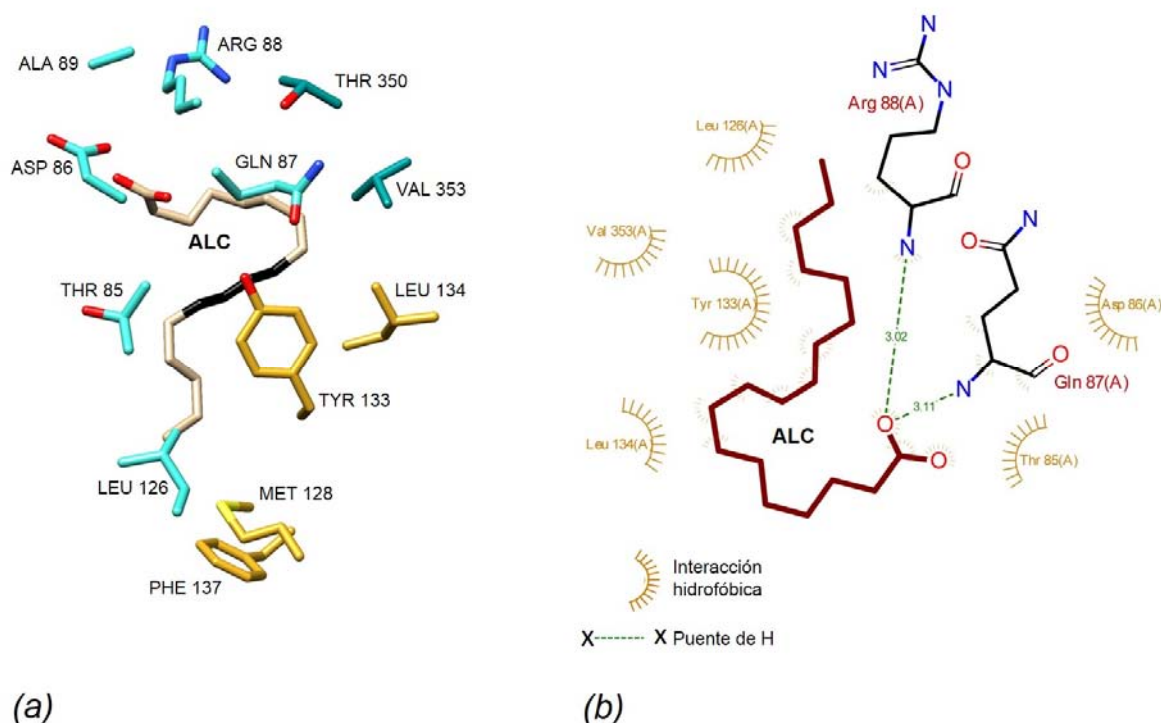 ALA 89
ARG 88
THR 350
ASP 86
GLN 87
VAL 353
ALC
THR 85
LEU 134
TYR 133
LEU 126
MET 128
PHE 137
(a)
N
N
N
Arg 88(A)
Leu 126(A)
O
N
Val 353(A)
O
N
Tyr 133(A)
Asp 86(A)
3.02
O
N
Gln 87(A)
3.11
Leu 134(A)
ALC
O
O
Thr 85(A)
Interacción
hidrofóbica
X X Puente de H
(b)